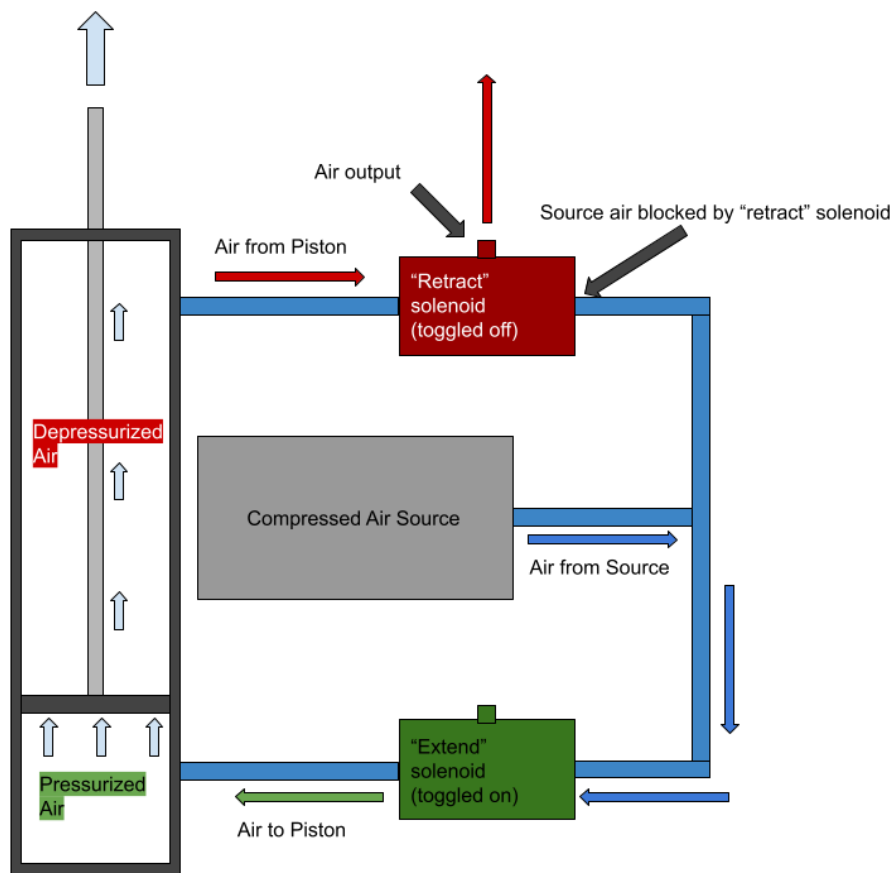 Air output
Source air blocked by “retract” solenoid
Air from Piston
“Retract”
solenoid
(toggled off)
Depressurized
Air
Compressed Air Source
Air from Source
“Extend”
solenoid
(toggled on)
Pressurized
Air
Air to Piston